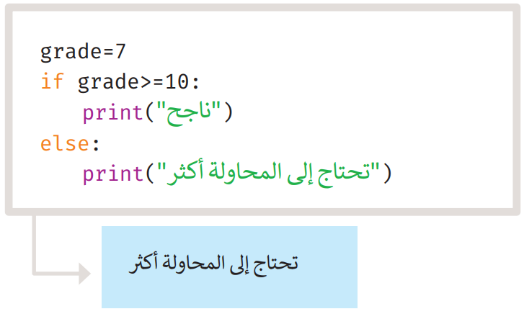 grade=7
if grade>=10:
print("ناجح")
else:
print("تحتاج إلى المحاولة أكثر")
تحتاج إلى المحاولة أكثر